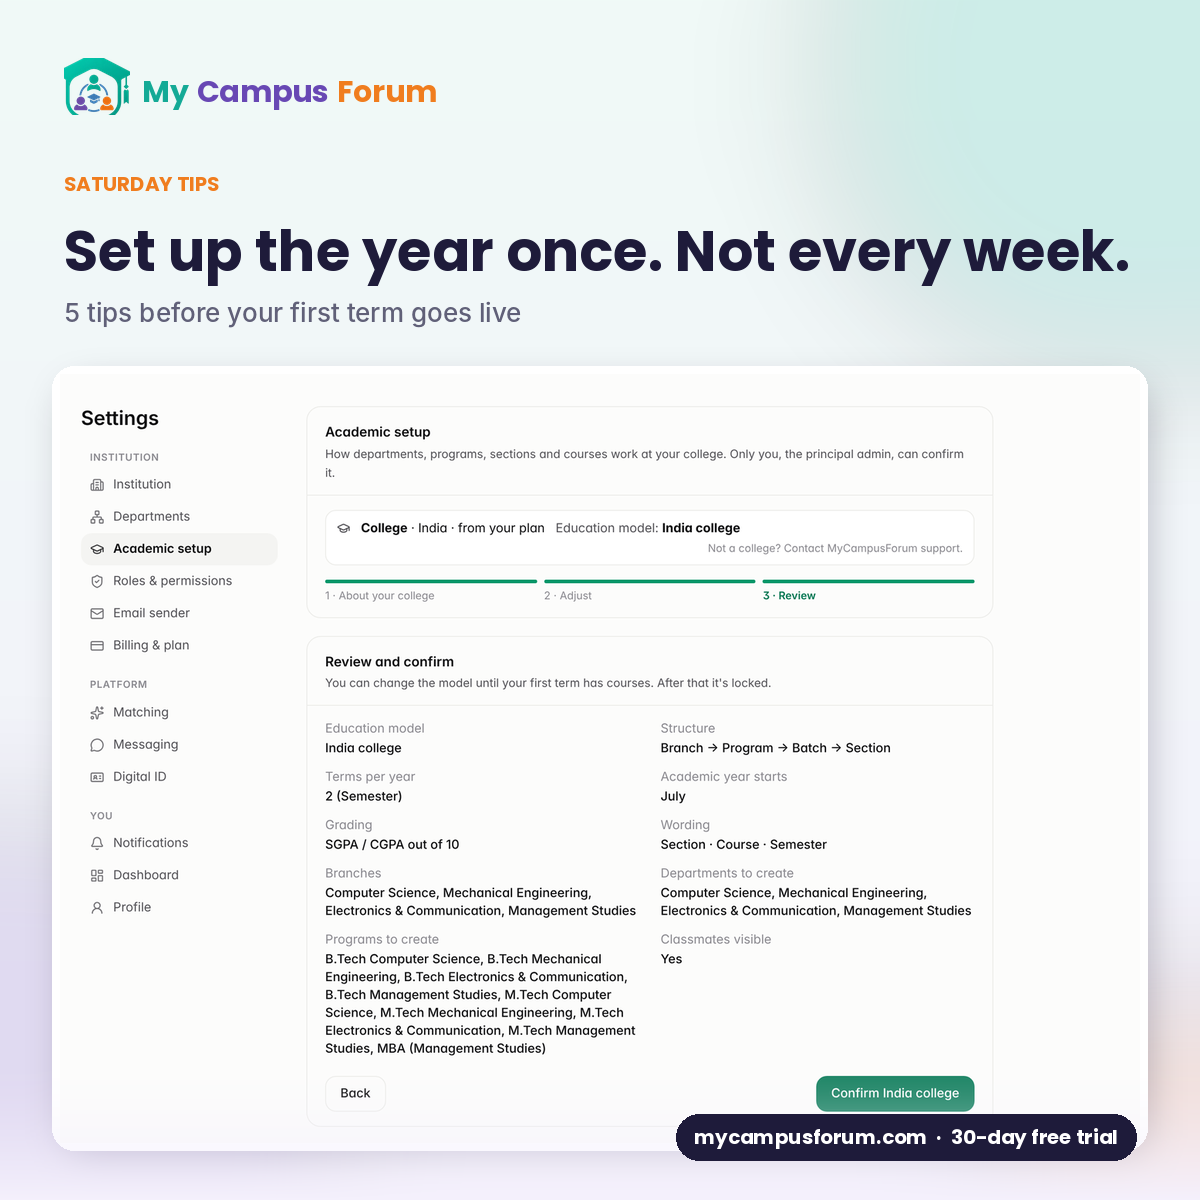 My Campus Forum
SATURDAY TIPS
Set up the year once. Not every week.
5 tips before your first term goes live
Settings
INSTITUTION
Institution
Departments
Academic setup
Roles & permissions
Email sender
Billing & plan
PLATFORM
Matching
Messaging
Digital ID
YOU
Notifications
Dashboard
Profile
Academic setup
How departments, programs, sections and courses work at your college. Only you, the principal admin, can confirm
it.
College · India · from your plan Education model: India college
Not a college? Contact MyCampusForum support.
1 · About your college
2 · Adjust
3 · Review
Review and confirm
You can change the model until your first term has courses. After that it's locked.
Education model
India college
Structure
Branch → Program → Batch → Section
Terms per year
2 (Semester)
Academic year starts
July
Grading
SGPA / CGPA out of 10
Wording
Section · Course · Semester
Branches
Computer Science, Mechanical Engineering,
Electronics & Communication, Management Studies
Departments to create
Computer Science, Mechanical Engineering,
Electronics & Communication, Management Studies
Programs to create
B.Tech Computer Science, B.Tech Mechanical
Engineering, B.Tech Electronics & Communication,
B.Tech Management Studies, M.Tech Computer
Science, M.Tech Mechanical Engineering, M.Tech
Electronics & Communication, M.Tech Management
Studies, MBA (Management Studies)
Classmates visible
Yes
Back
Confirm India college
mycampusforum.com · 30-day free trial